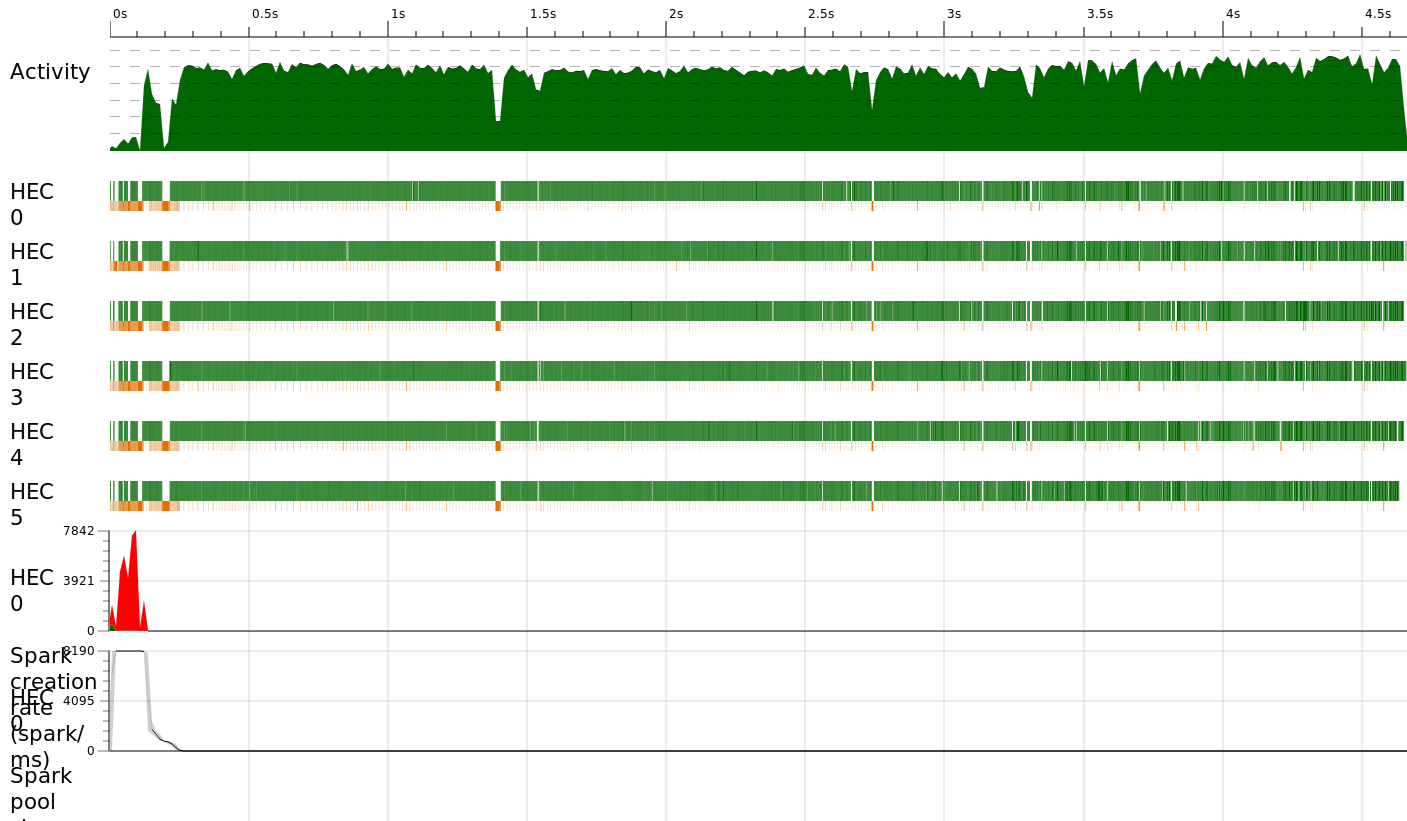 0s 0.5s 1s 1.5s 2s 2.5s 3s 3.5s 4s 4.5s
Activity
HEC
0
HEC
1
HEC
2
HEC
3
HEC
4
HEC
5
7842
3921
0
HEC
0
Spark
creation
rate
(spark/
ms)
8190
4095
0
HEC
0
Spark
pool